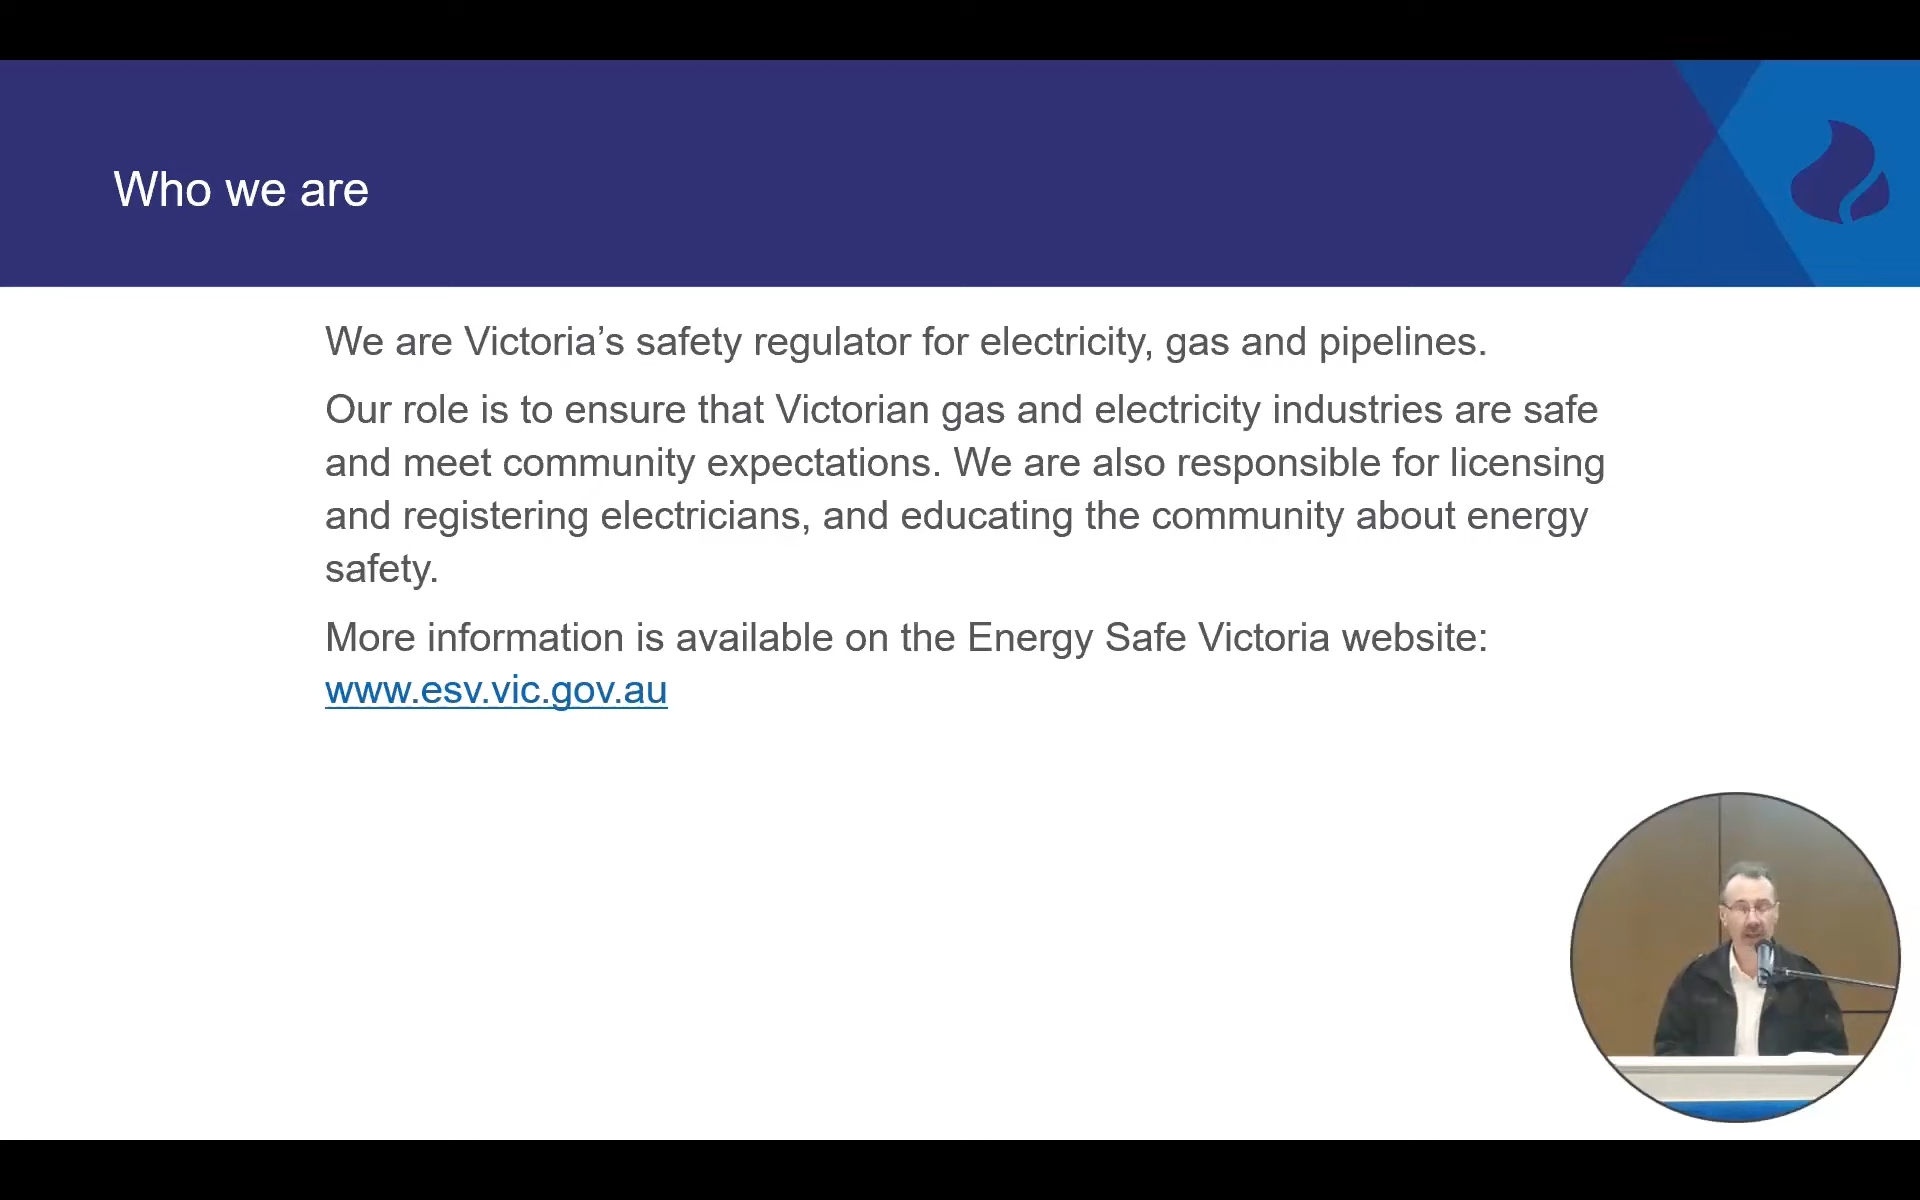 Who we are
We are Victoria’s safety regulator for electricity, gas and pipelines.
Our role is to ensure that Victorian gas and electricity industries are safe
and meet community expectations. We are also responsible for licensing
and registering electricians, and educating the community about energy
safety.
More information is available on the Energy Safe Victoria website:
www.esv.vic.gov.au